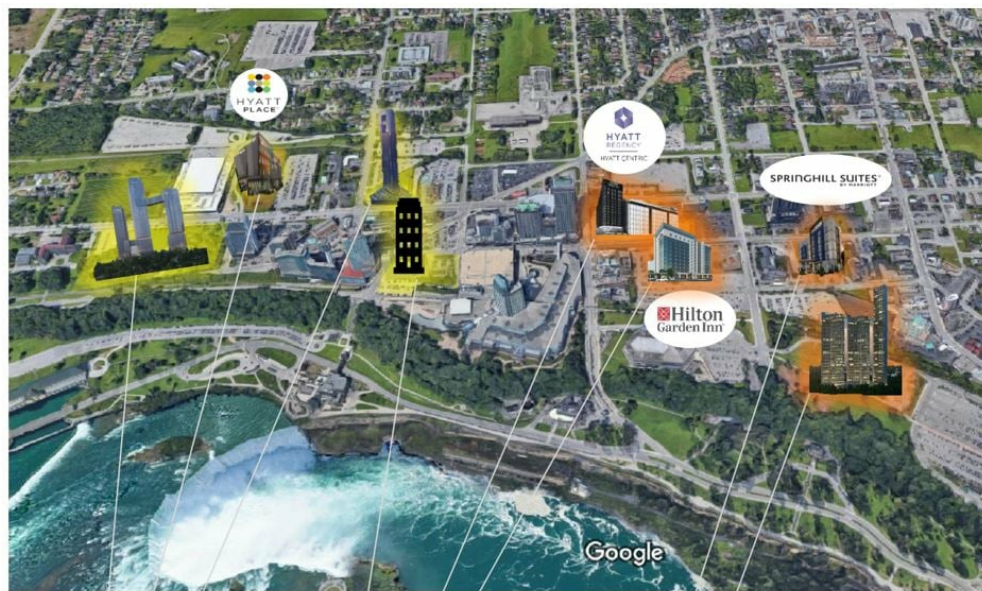 HYATT
PLACE
HYATT
REGENCY
HYATT CENTRIC
SPRINGHILL SUITES
BY MARRIOTT
Hilton
Garden Inn
Google